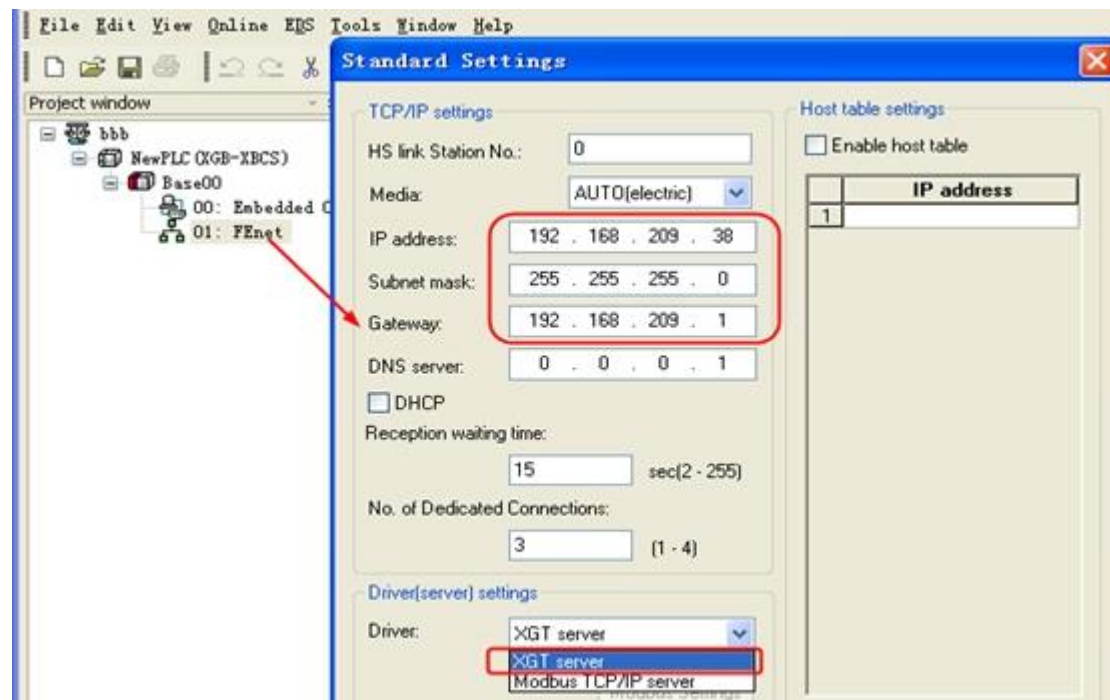 File Edit View Online EDS Tools Window Help
Standard Settings
Project window
bbb
NewPLC(XGB-XBCS)
Base00
00: Embedded
01: FEnet
TCP/IP settings
HS link Station No.: 0
Media: AUTO(electric)
IP address: 192 . 168 . 209 . 38
Subnet mask: 255 . 255 . 255 . 0
Gateway: 192 . 168 . 209 . 1
DNS server: 0 . 0 . 0 . 1
DHCP
Reception waiting time:
15 sec(2 - 255)
No. of Dedicated Connections:
3 (1 - 4)
Driver(server) settings
Driver: XGT server
XGT server
Modbus TCP/IP server
Modbus Settings
Host table settings
Enable host table
IP address
1